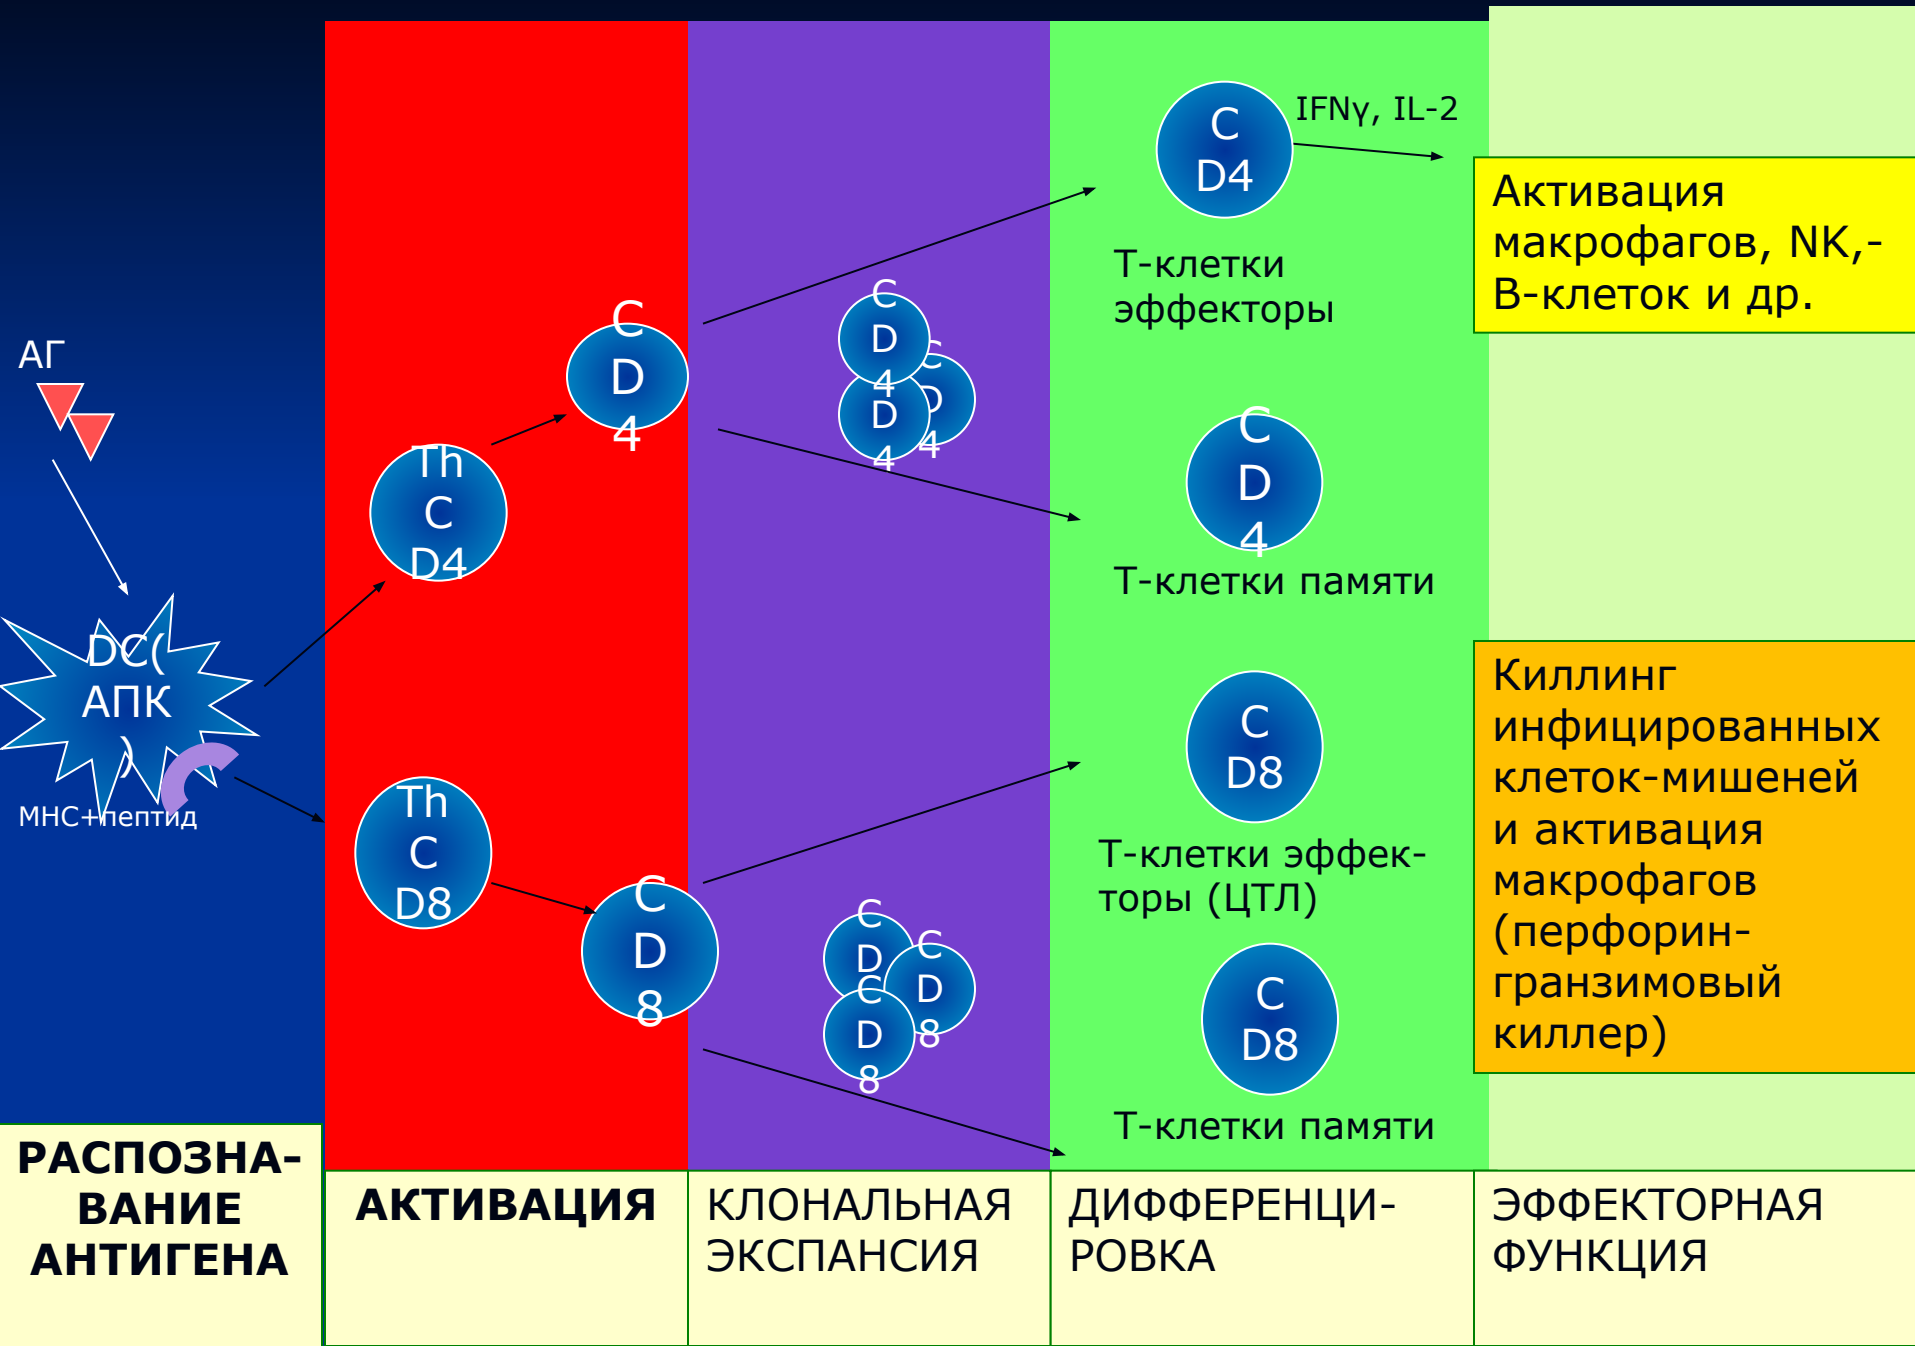 АГ
DC(
АПК
)
МНС+пептид
Th
C
D4
Th
C
D8
C
D
4
C
D
8
C
D
4
C
D
4
D
4
C
D
C
D
8
C
D
8
C
D4
IFNγ, IL-2
Т-клетки
эффекторы
C
D
4
Т-клетки памяти
C
D8
Т-клетки эффек-
торы (ЦТЛ)
C
D8
Т-клетки памяти
Активация
макрофагов, NK,-
В-клеток и др.
Киллинг
инфицированных
клеток-мишеней
и активация
макрофагов
(перфорин-
гранзимовый
киллер)
РАСПОЗНА-
ВАНИЕ
АНТИГЕНА
АКТИВАЦИЯ
КЛОНАЛЬНАЯ
ЭКСПАНСИЯ
ДИФФЕРЕНЦИ-
РОВКА
ЭФФЕКТОРНАЯ
ФУНКЦИЯ